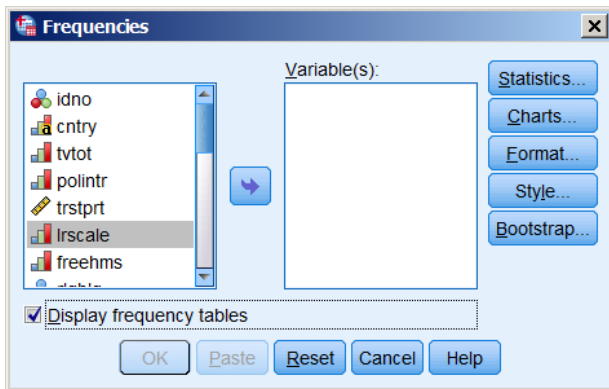 Frequencies
Variable(s):
idno
cntry
tvtot
polintr
trstprt
lrscale
freehms
Statistics...
Charts...
Format...
Style...
Bootstrap...
Display frequency tables
OK
Paste
Reset
Cancel
Help